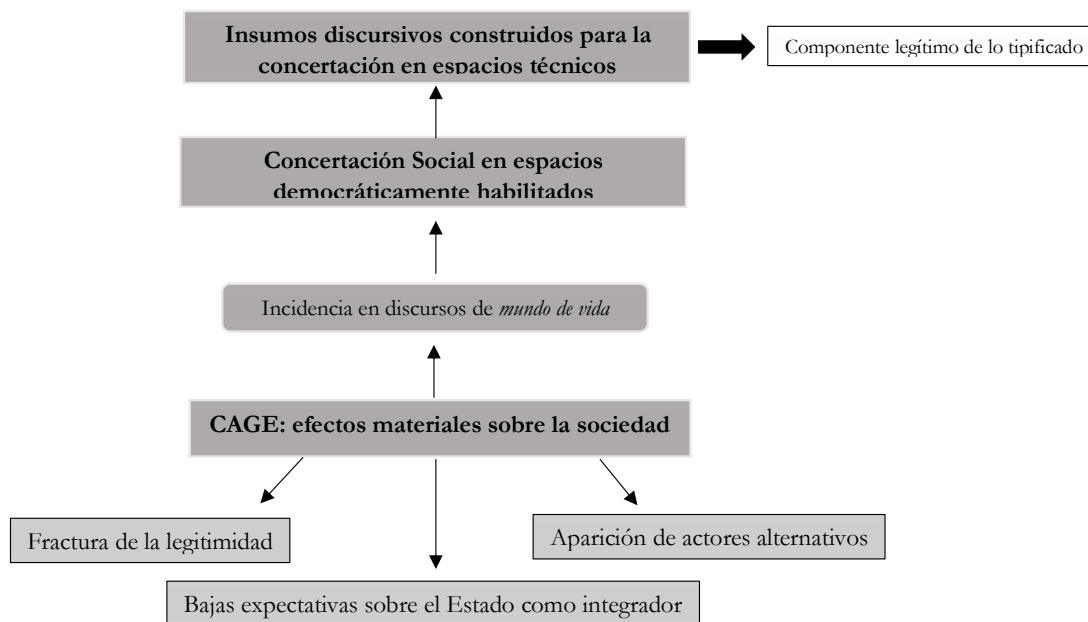 Insumos discursivos construidos para la
concertación en espacios técnicos
Componente legítimo de lo tipificado
Concertación Social en espacios
democráticamente habilitados
Incidencia en discursos de mundo de vida
CAGE: efectos materiales sobre la sociedad
Fractura de la legitimidad
Aparición de actores alternativos
Bajas expectativas sobre el Estado como integrador